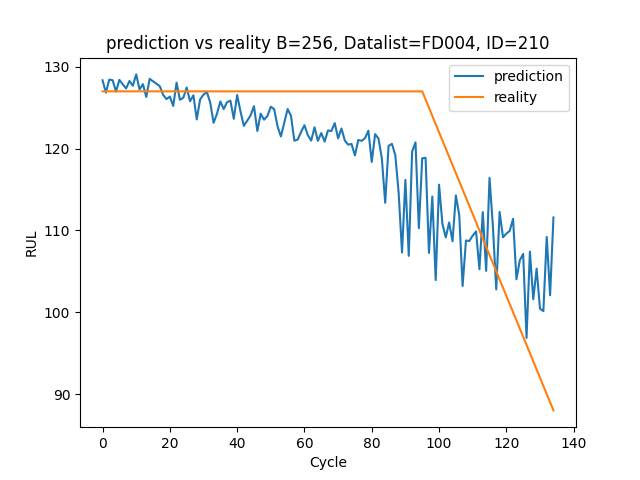 prediction vs reality B=256, Datalist=FD004, ID=210
prediction
reality
RUL
130
120
110
100
90
0 20 40 60 80 100 120 140
Cycle